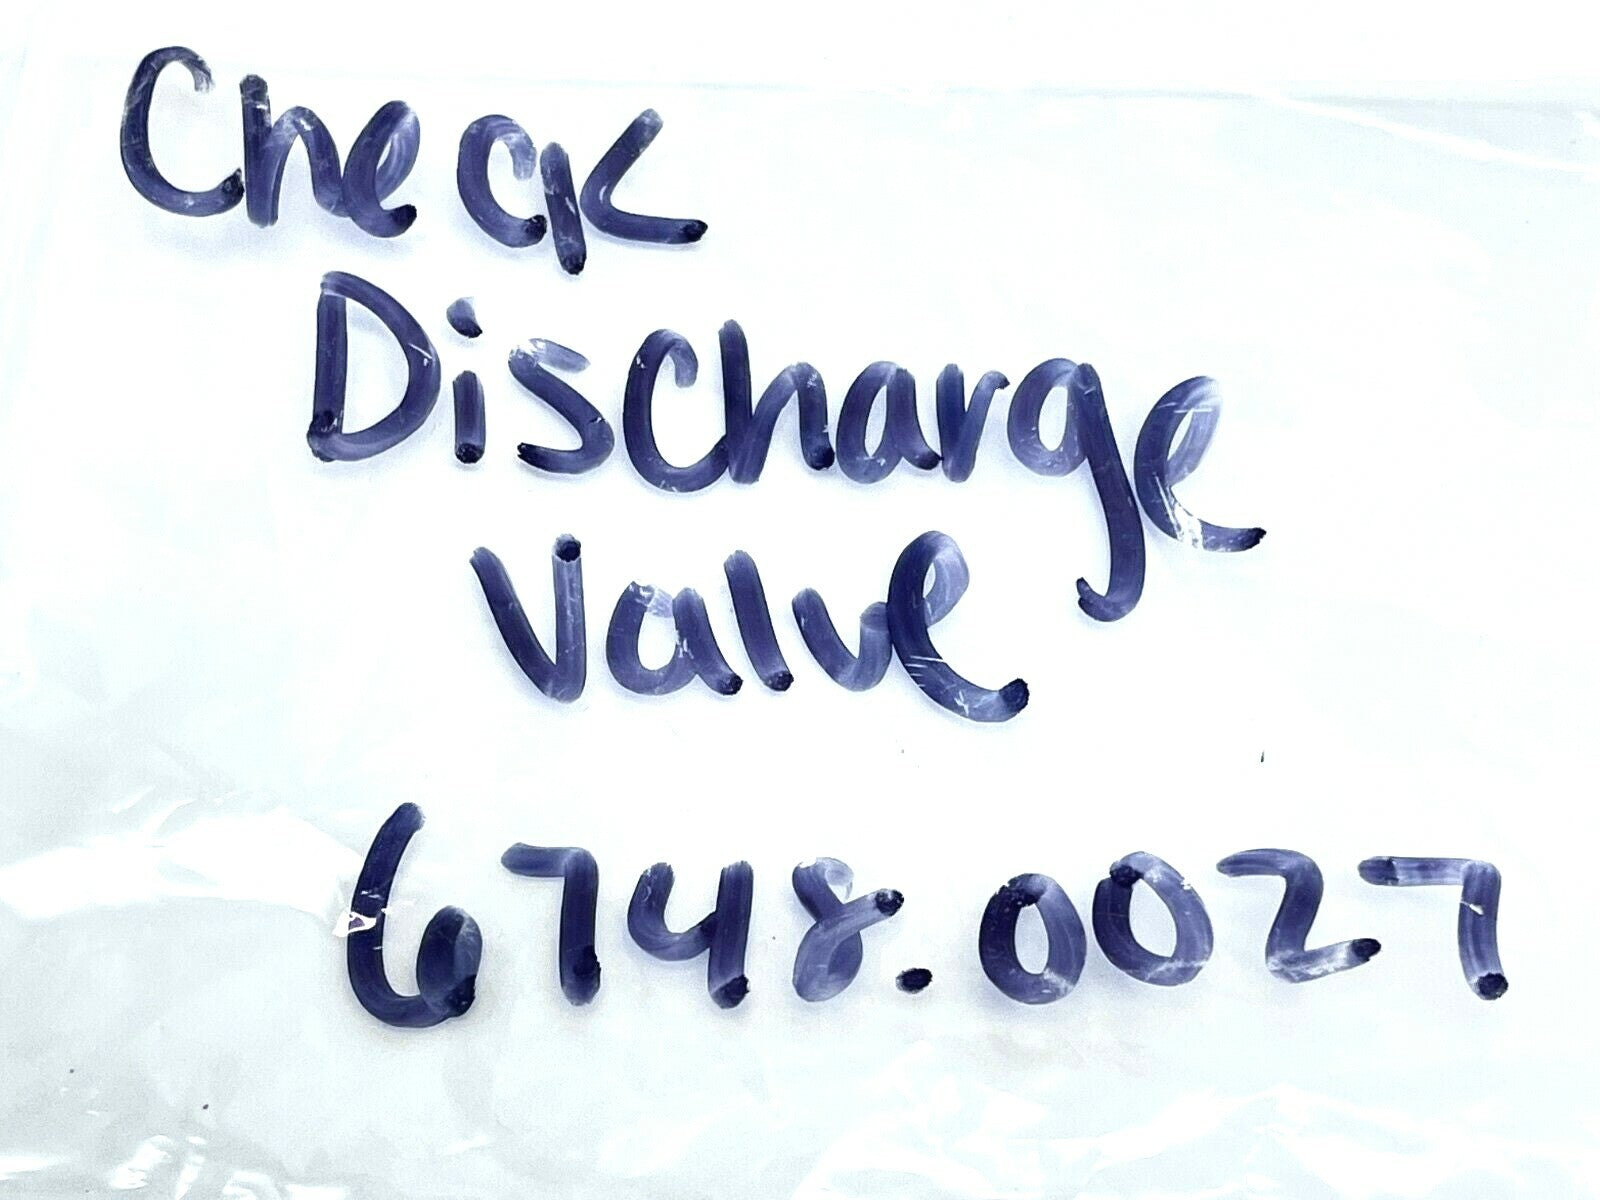 Check
Discharge
Valve
6748.0027